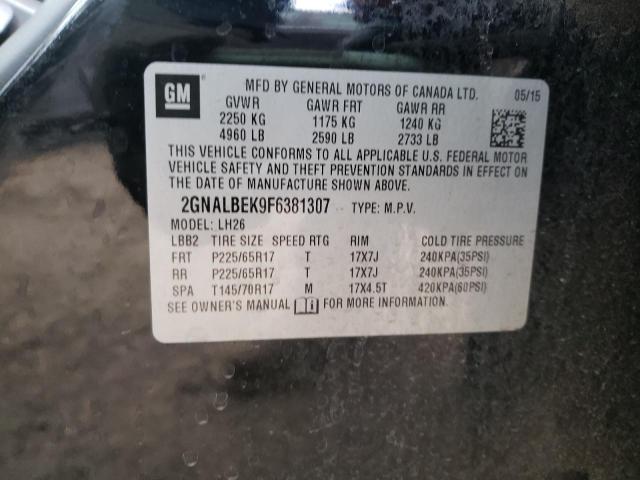 GM
MFD BY GENERAL MOTORS OF CANADA LTD. 05/15
GVWR GAWR FRT GAWR RR
2250 KG 1175 KG 1240 KG
4960 LB 2590 LB 2733 LB
THIS VEHICLE CONFORMS TO ALL APPLICABLE U.S. FEDERAL MOTOR
VEHICLE SAFETY AND THEFT PREVENTION STANDARDS IN EFFECT ON
THE DATE OF MANUFACTURE SHOWN ABOVE.
2GNALBEK9F6381307 TYPE: M.P.V.
MODEL: LH26
LBB2 TIRE SIZE SPEED RTG RIM COLD TIRE PRESSURE
FRT P225/65R17 T 17X7J 240KPA(35PSI)
RR P225/65R17 T 17X7J 240KPA(35PSI)
SPA T145/70R17 M 17X4.5T 420KPA(60PSI)
SEE OWNER'S MANUAL FOR MORE INFORMATION.